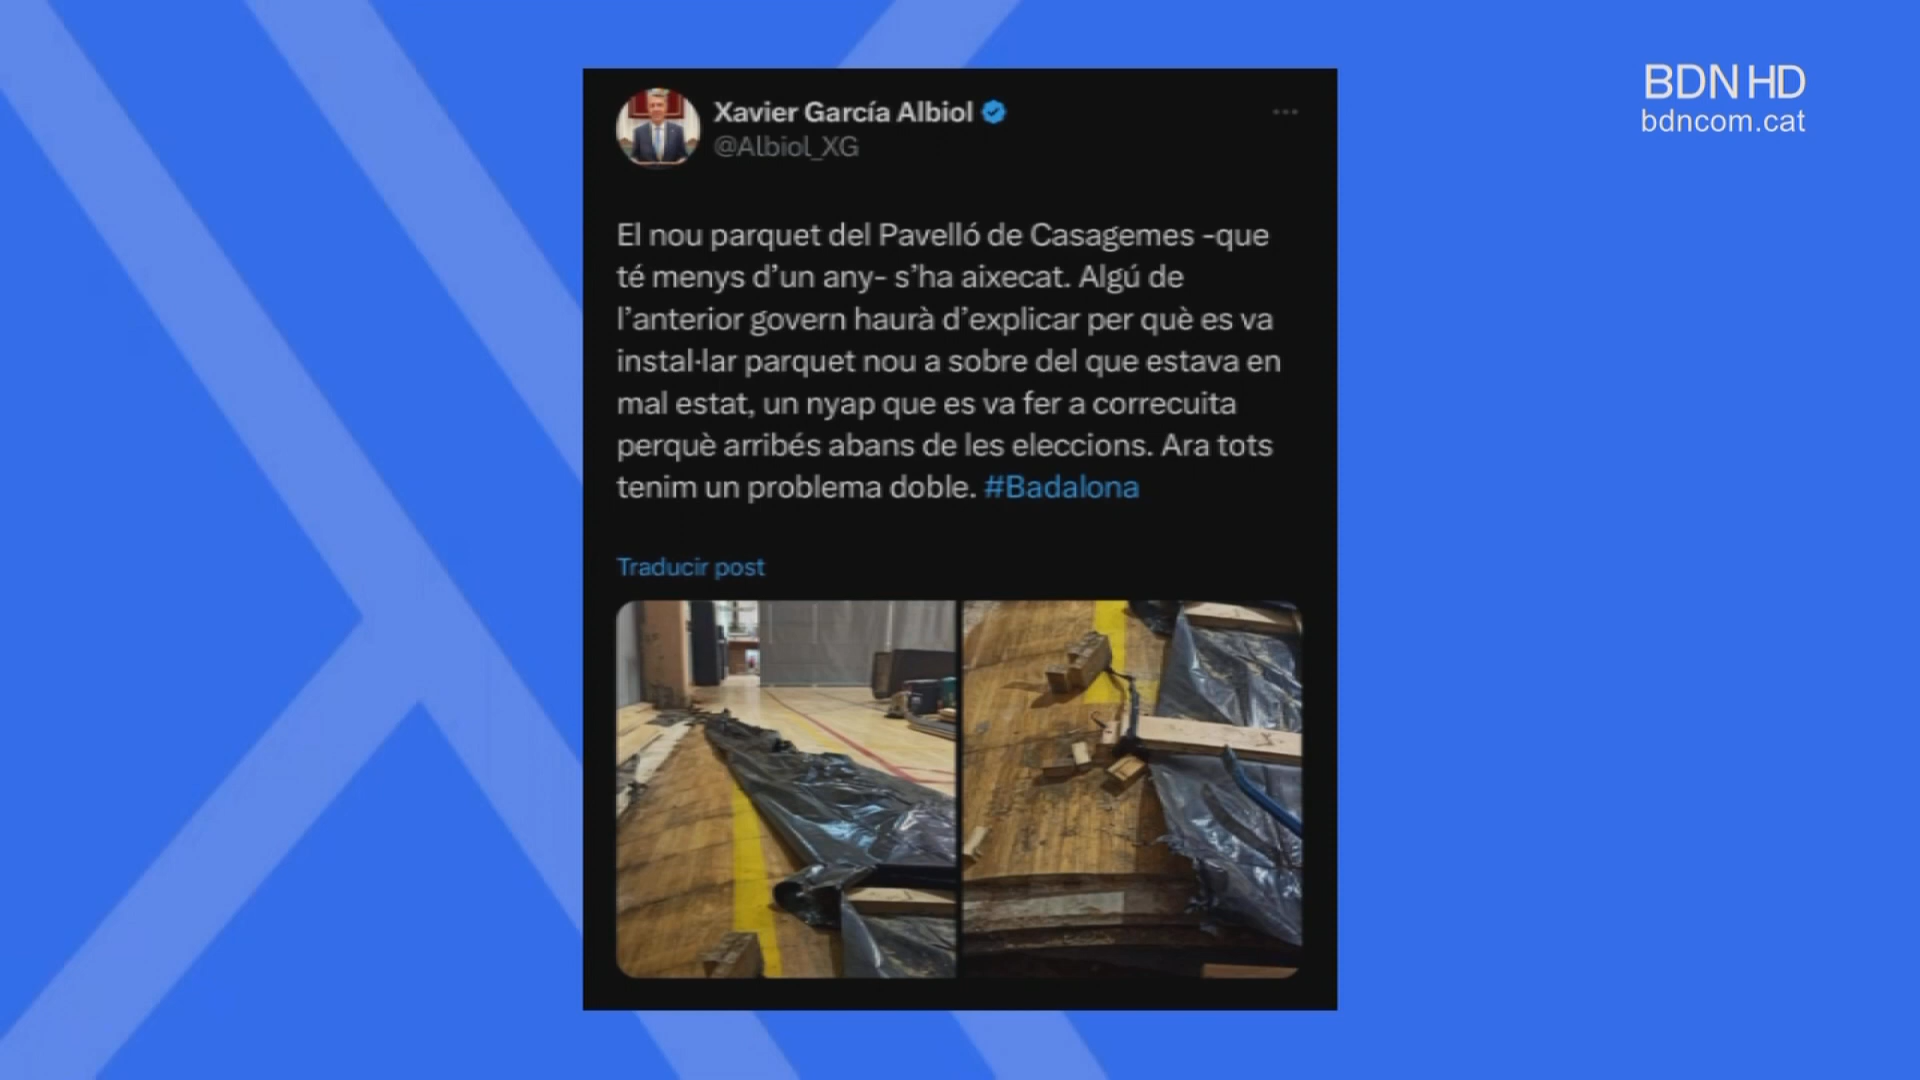 BDN HD
bdncom.cat
Xavier García Albiol
@Albiol_XG
El nou parquet del Pavelló de Casagemes -que
té menys d’un any- s’ha aixecat. Algú de
l’anterior govern haurà d’explicar per què es va
instal·lar parquet nou a sobre del que estava en
mal estat, un nyap que es va fer a correcuita
perquè arribés abans de les eleccions. Ara tots
tenim un problema doble. #Badalona
Traducir post